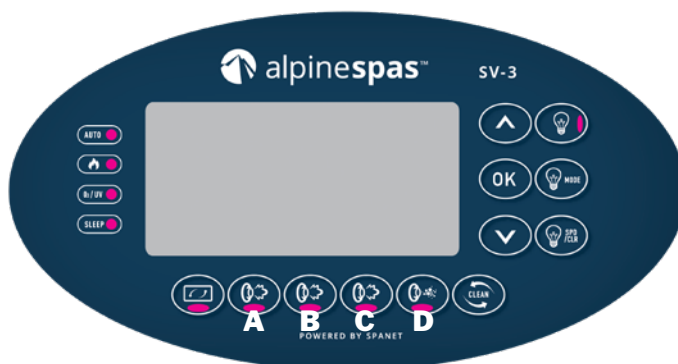 alpinespas™
SV-3
AUTO
O₃/UV
SLEEP
OK
MODE
SPD
/CLR
CLEAN
A B C D
POWERED BY SPANET